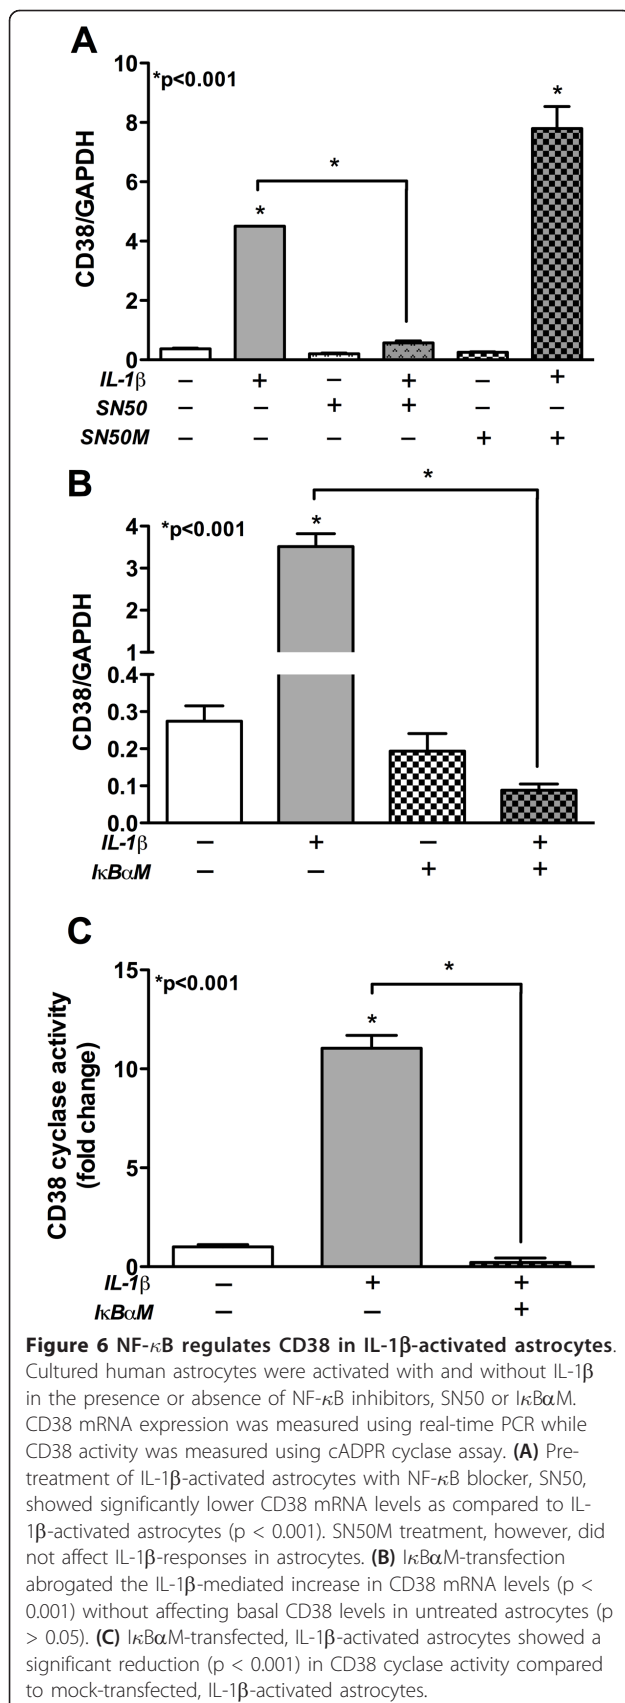 A
10
*p<0.001
*
8
*
6
*
4
2
0
CD38/GAPDH
IL-1β – + – + – +
SN50 – – + + – –
SN50M – – – – + +
B
*
4
*p<0.001
*
3
2
1
0.4
0.3
0.2
0.1
0.0
CD38/GAPDH
IL-1β – + – +
IκBαM – – + +
C
15
*
*p<0.001
*
10
5
0
CD38 cyclase activity
(fold change)
IL-1β – + +
IκBαM – – +
Figure 6 NF-κB regulates CD38 in IL-1β-activated astrocytes.
Cultured human astrocytes were activated with and without IL-1β
in the presence or absence of NF-κB inhibitors, SN50 or IκBαM.
CD38 mRNA expression was measured using real-time PCR while
CD38 activity was measured using cADPR cyclase assay. (A) Pre-
treatment of IL-1β-activated astrocytes with NF-κB blocker, SN50,
showed significantly lower CD38 mRNA levels as compared to IL-
1β-activated astrocytes (p < 0.001). SN50M treatment, however, did
not affect IL-1β-responses in astrocytes. (B) IκBαM-transfection
abrogated the IL-1β-mediated increase in CD38 mRNA levels (p <
0.001) without affecting basal CD38 levels in untreated astrocytes (p
> 0.05). (C) IκBαM-transfected, IL-1β-activated astrocytes showed a
significant reduction (p < 0.001) in CD38 cyclase activity compared
to mock-transfected, IL-1β-activated astrocytes.